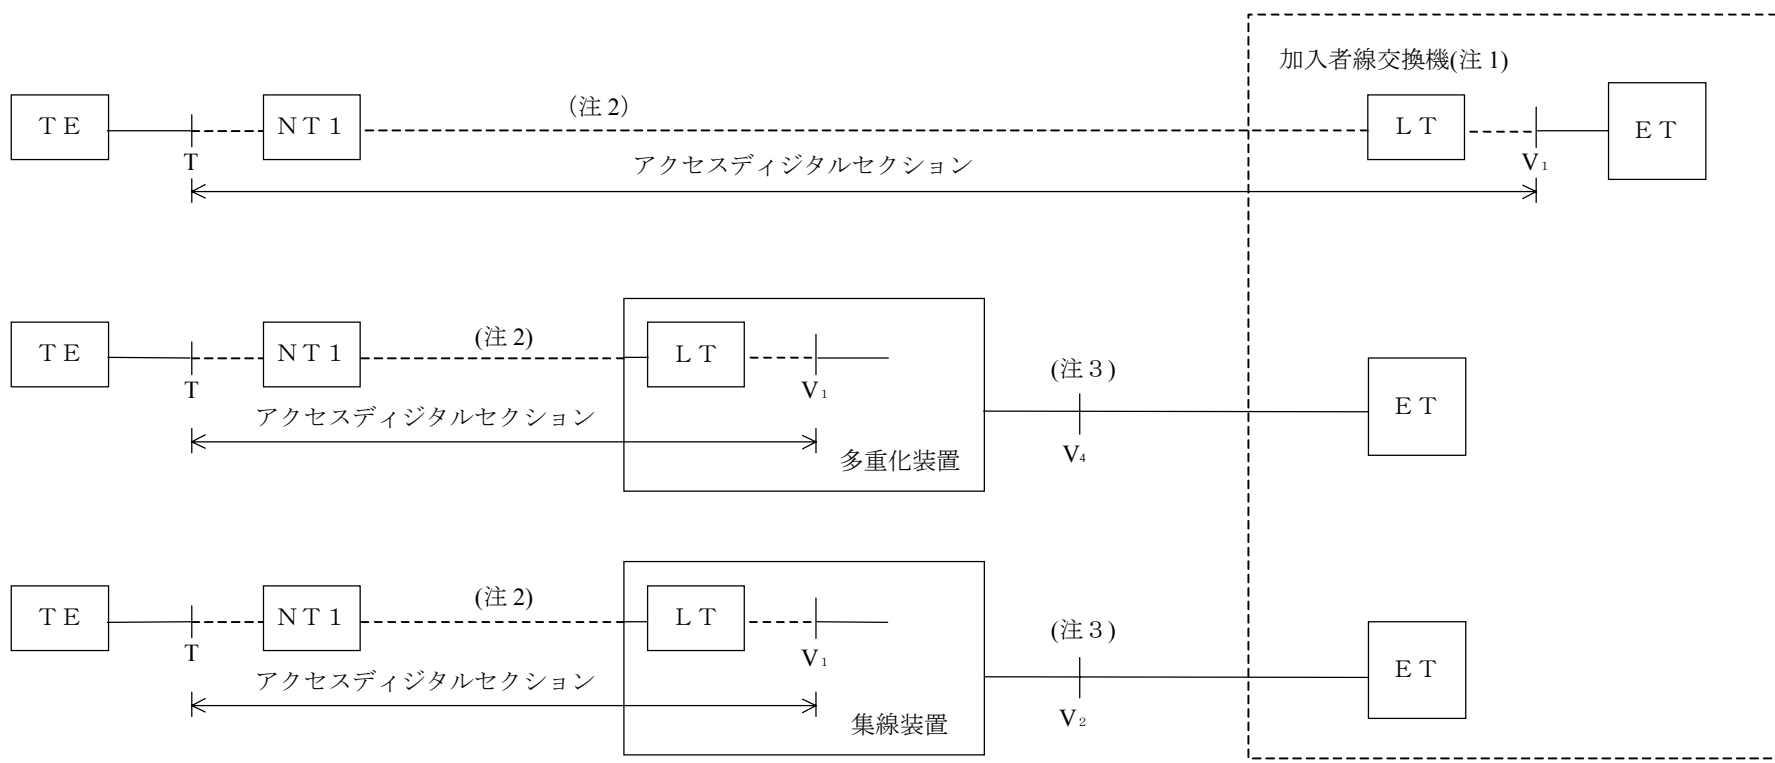 加入者線交換機(注1)
ＴＥ
ＮＴ１
（注2）
ＬＴ
ＥＴ
T
V₁
アクセスディジタルセクション
ＴＥ
ＮＴ１
(注2)
ＬＴ
T
V₁
(注３)
ＥＴ
アクセスディジタルセクション
V₄
多重化装置
ＴＥ
ＮＴ１
(注2)
ＬＴ
T
V₁
(注３)
ＥＴ
アクセスディジタルセクション
V₂
集線装置